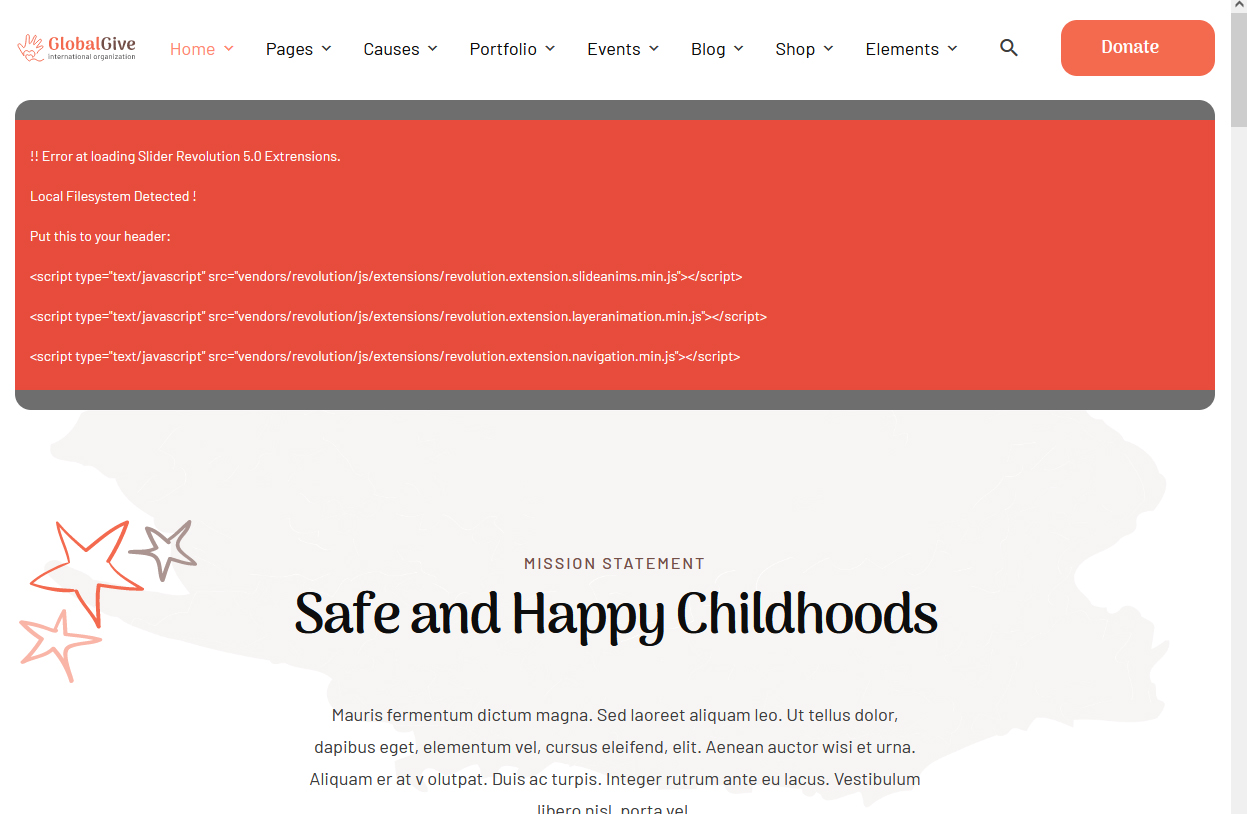 GlobalGive
international organization
Home Pages Causes Portfolio Events Blog Shop Elements Donate
!! Error at loading Slider Revolution 5.0 Extrensions.
Local Filesystem Detected !
Put this to your header:
<script type="text/javascript" src="vendors/revolution/js/extensions/revolution.extension.slideanims.min.js"></script>
<script type="text/javascript" src="vendors/revolution/js/extensions/revolution.extension.layeranimation.min.js"></script>
<script type="text/javascript" src="vendors/revolution/js/extensions/revolution.extension.navigation.min.js"></script>
MISSION STATEMENT
Safe and Happy Childhoods
Mauris fermentum dictum magna. Sed laoreet aliquam leo. Ut tellus dolor,
dapibus eget, elementum vel, cursus eleifend, elit. Aenean auctor wisi et urna.
Aliquam er at v olutpat. Duis ac turpis. Integer rutrum ante eu lacus. Vestibulum
libero nisl, porta vel